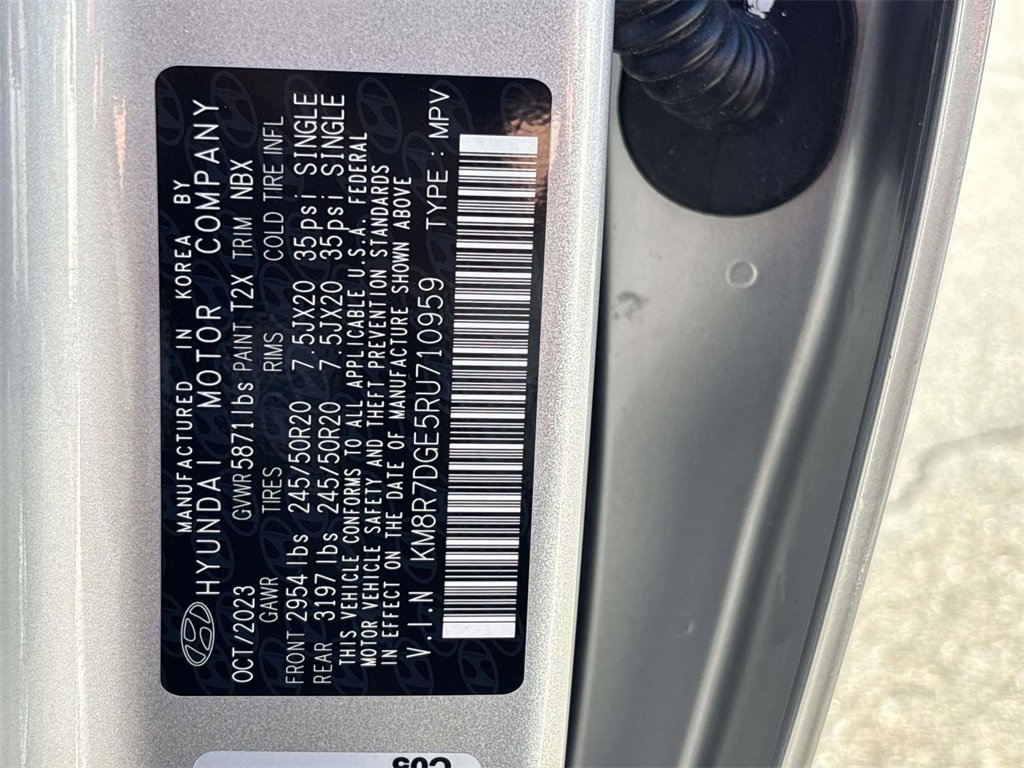 MANUFACTURED IN KOREA BY
HYUNDAI MOTOR COMPANY
OCT/2023 GVWR5871lbs PAINT T2X TRIM NBX
GAWR TIRES RIMS COLD TIRE INFL
FRONT 2954 lbs 245/50R20 7.5JX20 35psi SINGLE
REAR 3197 lbs 245/50R20 7.5JX20 35psi SINGLE
THIS VEHICLE CONFORMS TO ALL APPLICABLE U.S.A. FEDERAL
MOTOR VEHICLE SAFETY AND THEFT PREVENTION STANDARDS
IN EFFECT ON THE DATE OF MANUFACTURE SHOWN ABOVE
V.I.N KM8R7DGE5RU710959 TYPE : MPV
C05